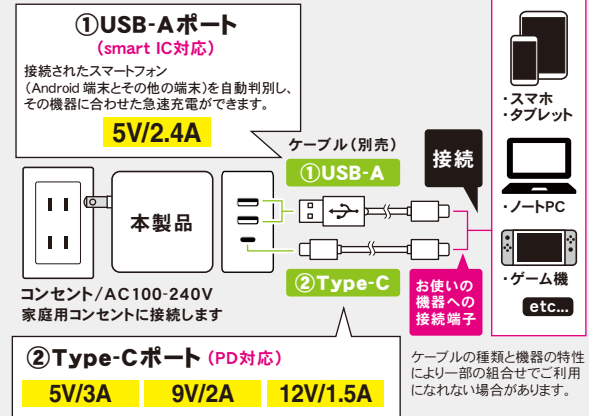 ①USB-Aポート
(smart IC対応)
接続されたスマートフォン
(Android 端末とその他の端末)を自動判別し、
その機器に合わせた急速充電ができます。
5V/2.4A
ケーブル(別売)
①USB-A
接続
・スマホ
・タブレット
・ノートPC
・ゲーム機
etc...
本製品
コンセント/AC100-240V
家庭用コンセントに接続します
②Type-C
お使いの
機器への
接続端子
②Type-Cポート(PD対応)
5V/3A 9V/2A 12V/1.5A
ケーブルの種類と機器の特性
により一部の組合せでご利用
になれない場合があります。